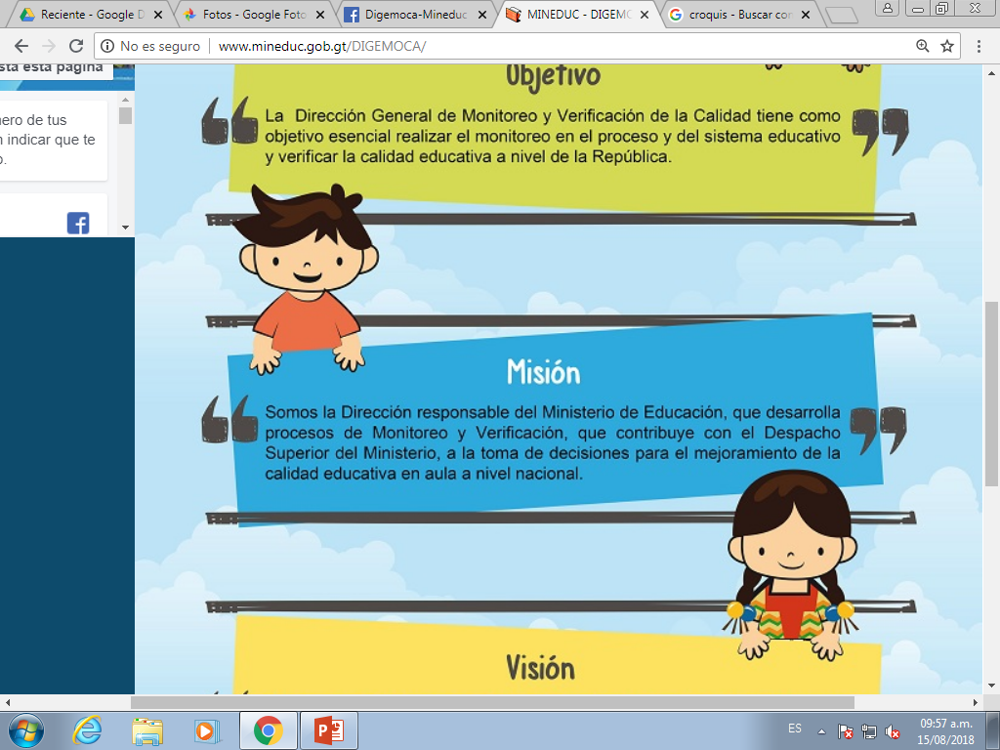 Reciente - Google D
Fotos - Google Foto
Digemoca-Mineduc
MINEDUC - DIGEMO
croquis - Buscar con
No es seguro
www.mineduc.gob.gt/DIGEMOCA/
sta esta página
nero de tus
n indicar que te
o.
Objetivo
La Dirección General de Monitoreo y Verificación de la Calidad tiene como
objetivo esencial realizar el monitoreo en el proceso y del sistema educativo
y verificar la calidad educativa a nivel de la República.
Misión
Somos la Dirección responsable del Ministerio de Educación, que desarrolla
procesos de Monitoreo y Verificación, que contribuye con el Despacho
Superior del Ministerio, a la toma de decisiones para el mejoramiento de la
calidad educativa en aula a nivel nacional.
Visión
ES
09:57 a.m.
15/08/2018